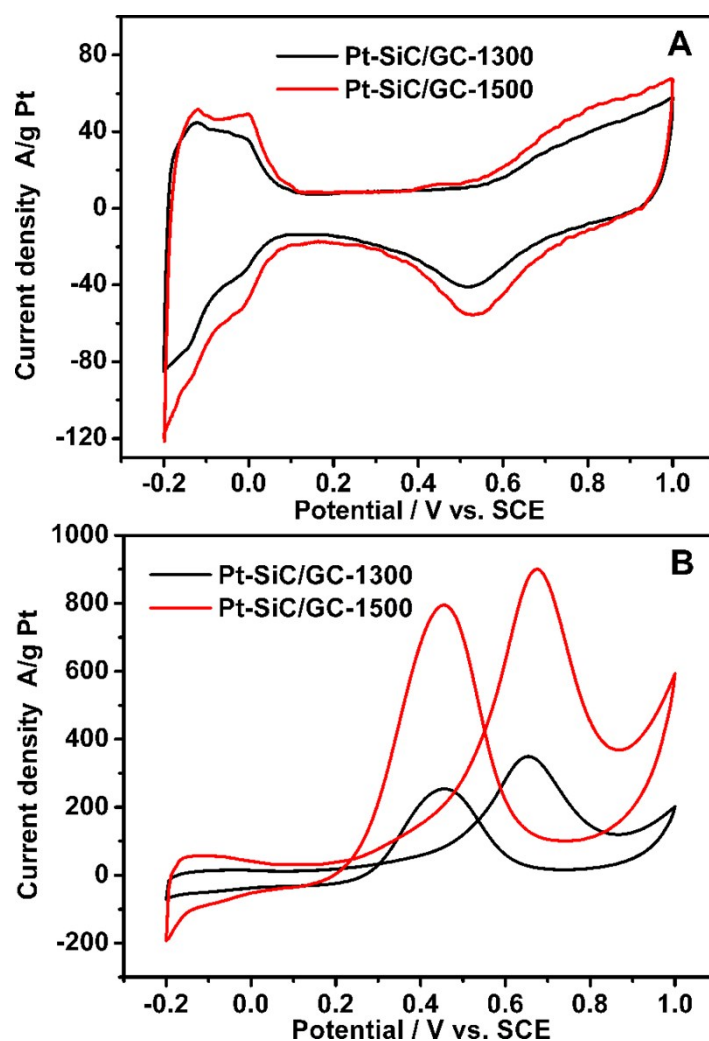 A
Pt-SiC/GC-1300
Pt-SiC/GC-1500
Current density A/g Pt
80
40
0
-40
-80
-120
-0.2 0.0 0.2 0.4 0.6 0.8 1.0
Potential / V vs. SCE
B
Pt-SiC/GC-1300
Pt-SiC/GC-1500
Current density A/g Pt
1000
800
600
400
200
0
-200
-0.2 0.0 0.2 0.4 0.6 0.8 1.0
Potential / V vs. SCE